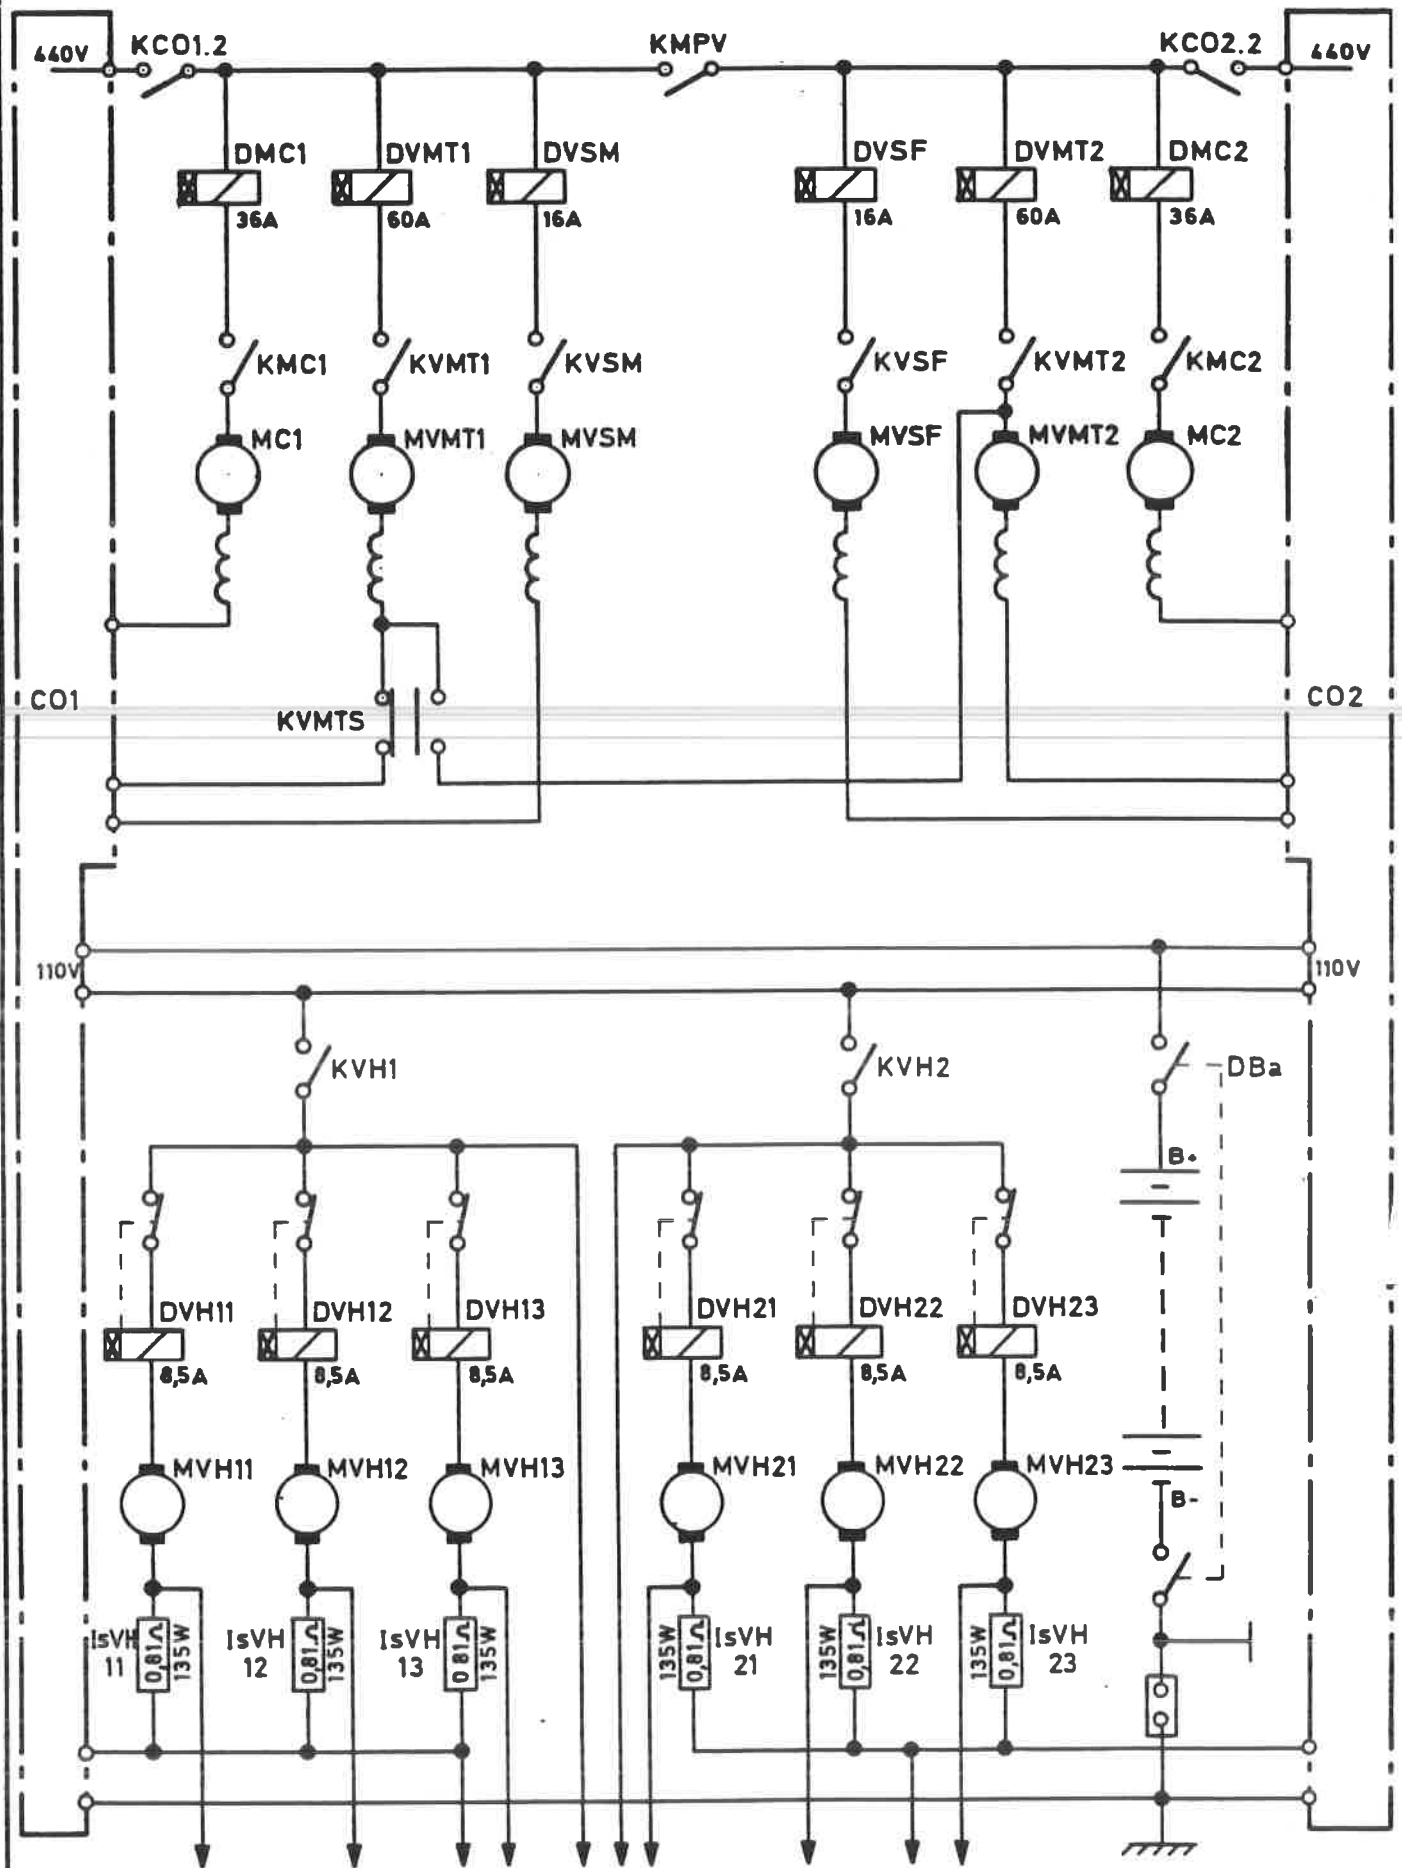 440V
KCO1.2
KMPV
KCO2.2
440V
DMC1
DVMT1
DVSM
DVSF
DVMT2
DMC2
36A
60A
16A
16A
60A
36A
KMC1
KVMT1
KVSM
KVSF
KVMT2
KMC2
MC1
MVMT1
MVSM
MVSF
MVMT2
MC2
CO1
KVMTS
CO2
110V
110V
KVH1
KVH2
DBa
B+
DVH11
DVH12
DVH13
DVH21
DVH22
DVH23
8,5A
8,5A
8,5A
8,5A
8,5A
8,5A
MVH11
MVH12
MVH13
MVH21
MVH22
MVH23
B-
IsVH
11
0,81Ω
135W
IsVH
12
0,81Ω
135W
IsVH
13
0,81Ω
135W
135W
0,81Ω
IsVH
21
135W
0,81Ω
IsVH
22
135W
0,81Ω
IsVH
23